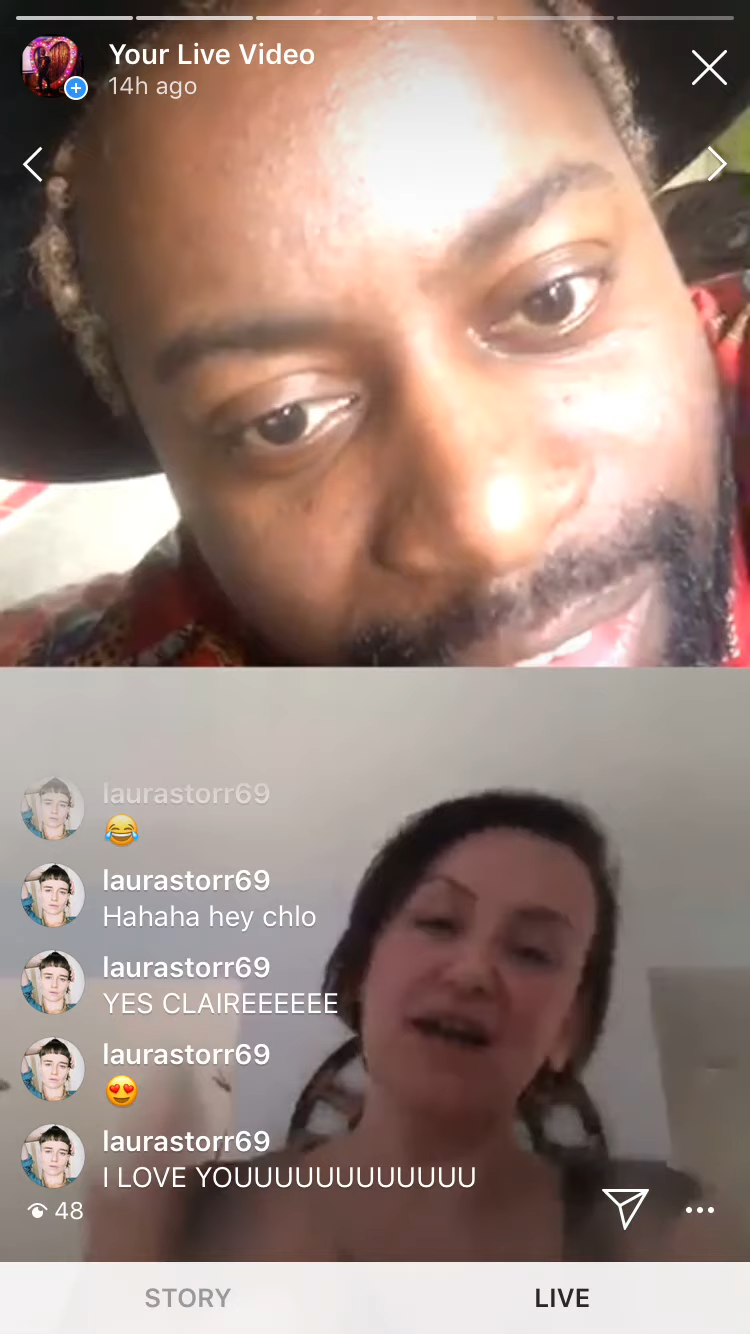 Your Live Video
14h ago
laurastorr69
😂
laurastorr69
Hahaha hey chlo
laurastorr69
YES CLAIREEEEEE
laurastorr69
😍
laurastorr69
I LOVE YOUUUUUUUUUUUU
48
STORY
LIVE